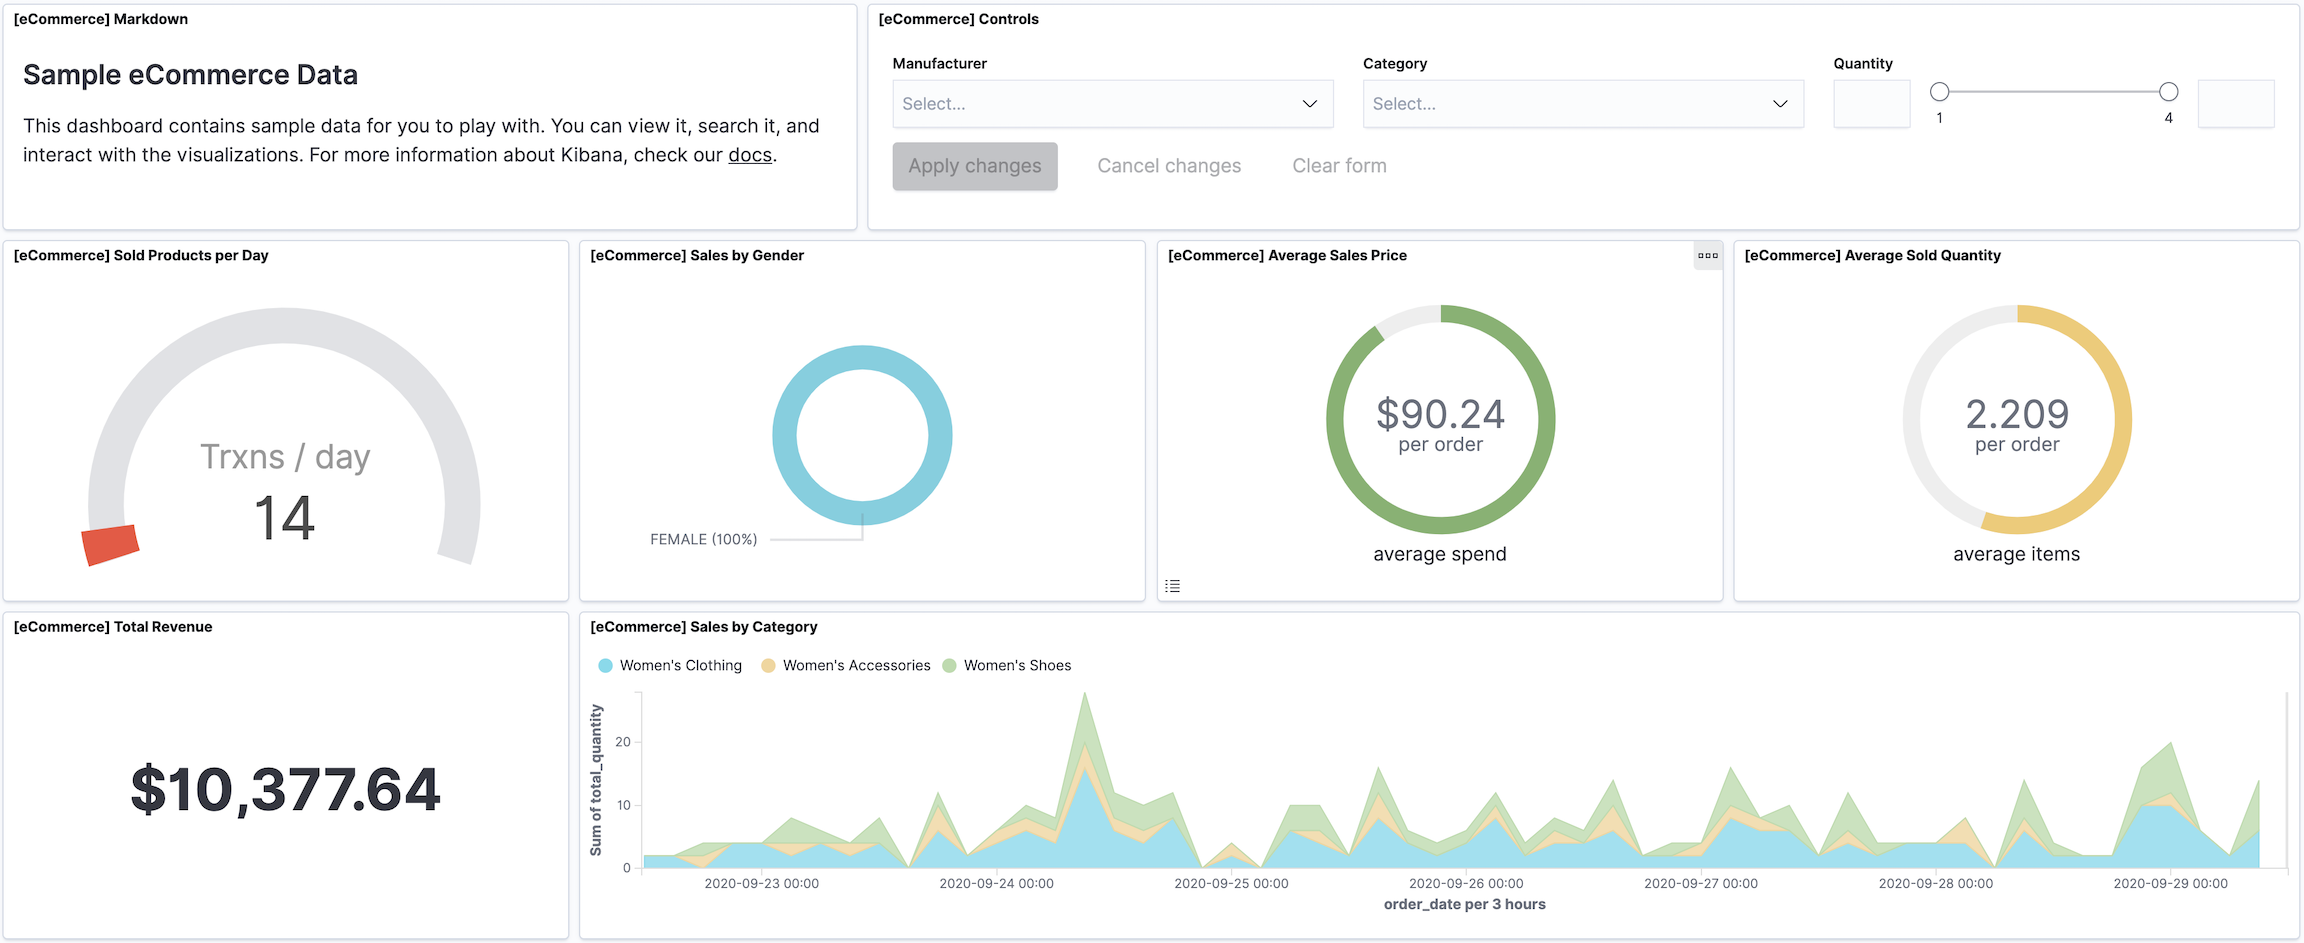 [eCommerce] Markdown
Sample eCommerce Data
This dashboard contains sample data for you to play with. You can view it, search it, and
interact with the visualizations. For more information about Kibana, check our docs.
[eCommerce] Controls
Manufacturer
Select...
Category
Select...
Quantity
1
4
Apply changes
Cancel changes
Clear form
[eCommerce] Sold Products per Day
Trxns / day
14
[eCommerce] Sales by Gender
FEMALE (100%)
[eCommerce] Average Sales Price
$90.24
per order
average spend
[eCommerce] Average Sold Quantity
2.209
per order
average items
[eCommerce] Total Revenue
$10,377.64
[eCommerce] Sales by Category
Women's Clothing
Women's Accessories
Women's Shoes
Sum of total_quantity
20
10
0
2020-09-23 00:00
2020-09-24 00:00
2020-09-25 00:00
2020-09-26 00:00
2020-09-27 00:00
2020-09-28 00:00
2020-09-29 00:00
order_date per 3 hours